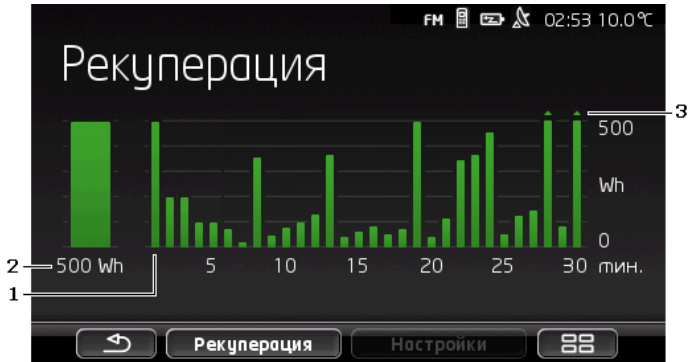 FM 02:53 10.0°C
Рекуперация
3
500
Wh
0
2 500 Wh 5 10 15 20 25 30 мин.
1
Рекуперация Настройки